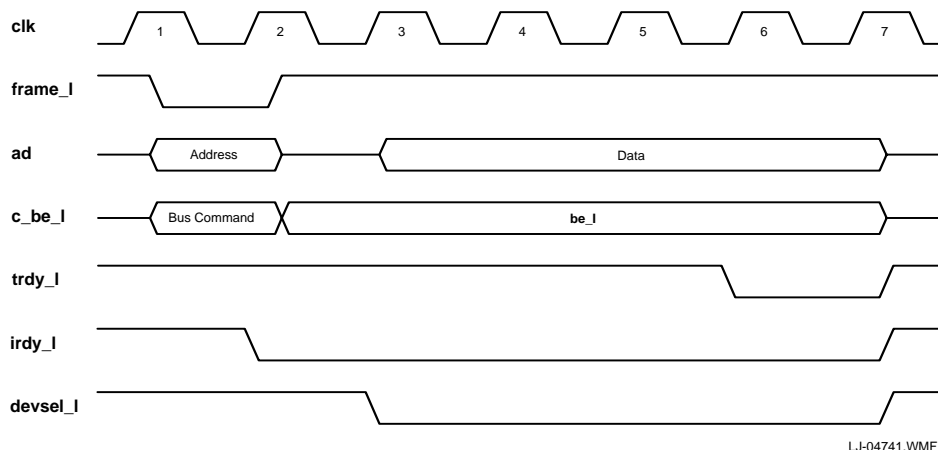 clk 1 2 3 4 5 6 7
frame_l
ad Address Data
c_be_l Bus Command be_l
trdy_l
irdy_l
devsel_l
LJ-04741.WMF